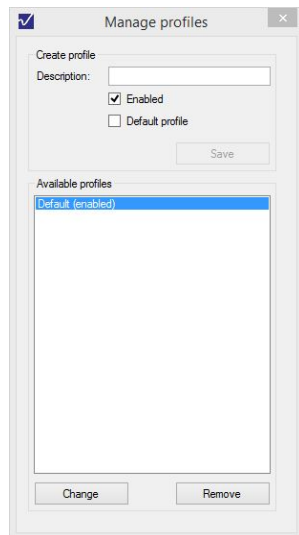 Manage profiles
Create profile
Description:
Enabled
Default profile
Save
Available profiles
Default (enabled)
Change
Remove